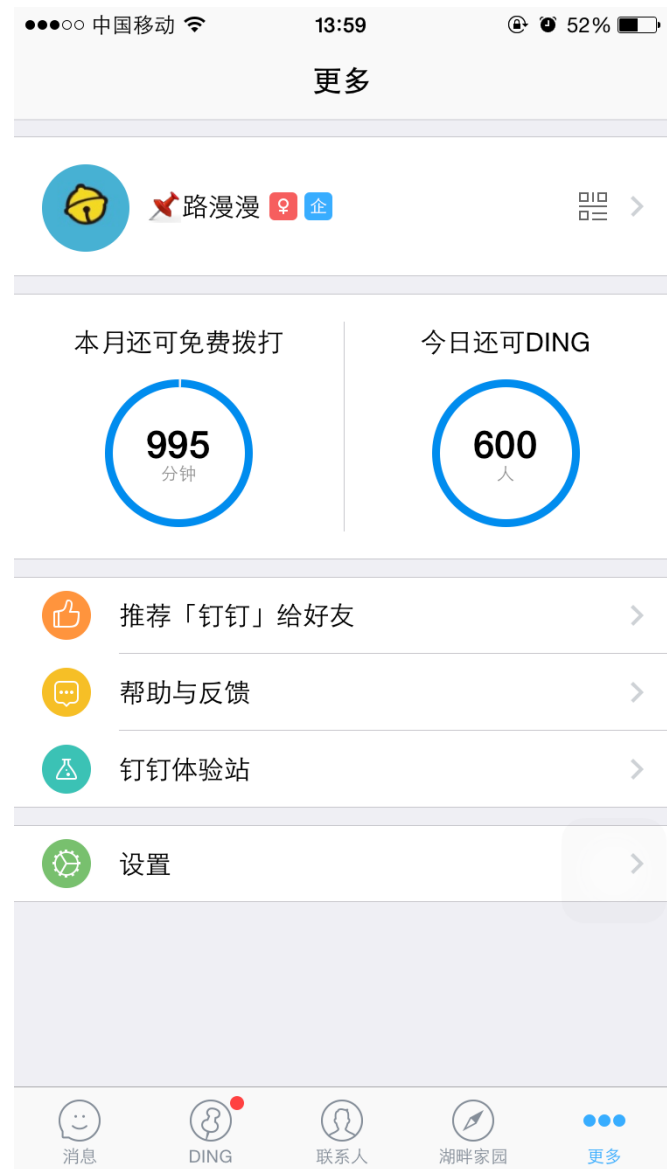 中国移动 13:59 52%
更多
路漫漫 企
本月还可免费拨打 今日还可DING
995 600
分钟 人
推荐「钉钉」给好友
帮助与反馈
钉钉体验站
设置
消息 DING 联系人 湖畔家园 更多